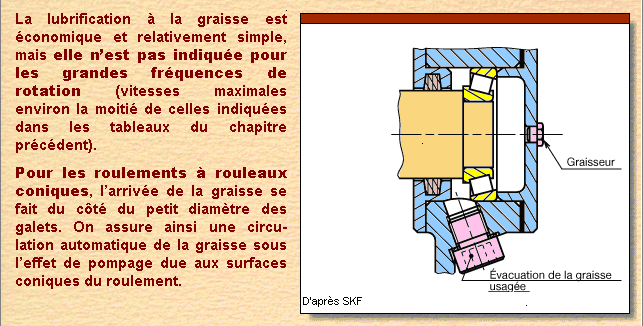 La lubrification à la graisse est
économique et relativement simple,
mais elle n'est pas indiquée pour
les grandes fréquences de
rotation (vitesses maximales
environ la moitié de celles indiquées
dans les tableaux du chapitre
précédent).
Pour les roulements à rouleaux
coniques, l'arrivée de la graisse se
fait du côté du petit diamètre des
galets. On assure ainsi une circu-
lation automatique de la graisse sous
l'effet de pompage due aux surfaces
coniques du roulement.
Graisseur
Évacuation de la graisse
usagée
D'après SKF